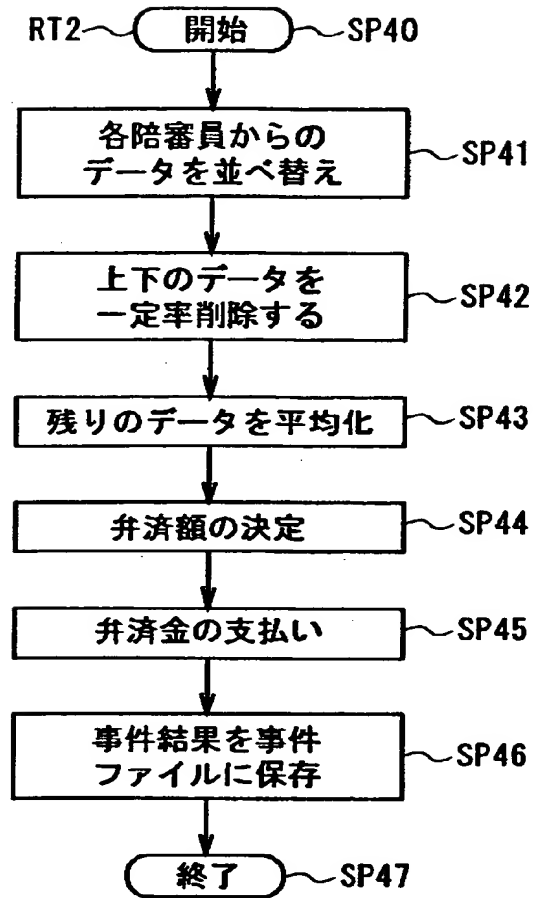 RT2
開始
SP40
各陪審員からの
データを並べ替え
SP41
上下のデータを
一定率削除する
SP42
残りのデータを平均化
SP43
弁済額の決定
SP44
弁済金の支払い
SP45
事件結果を事件
ファイルに保存
SP46
終了
SP47